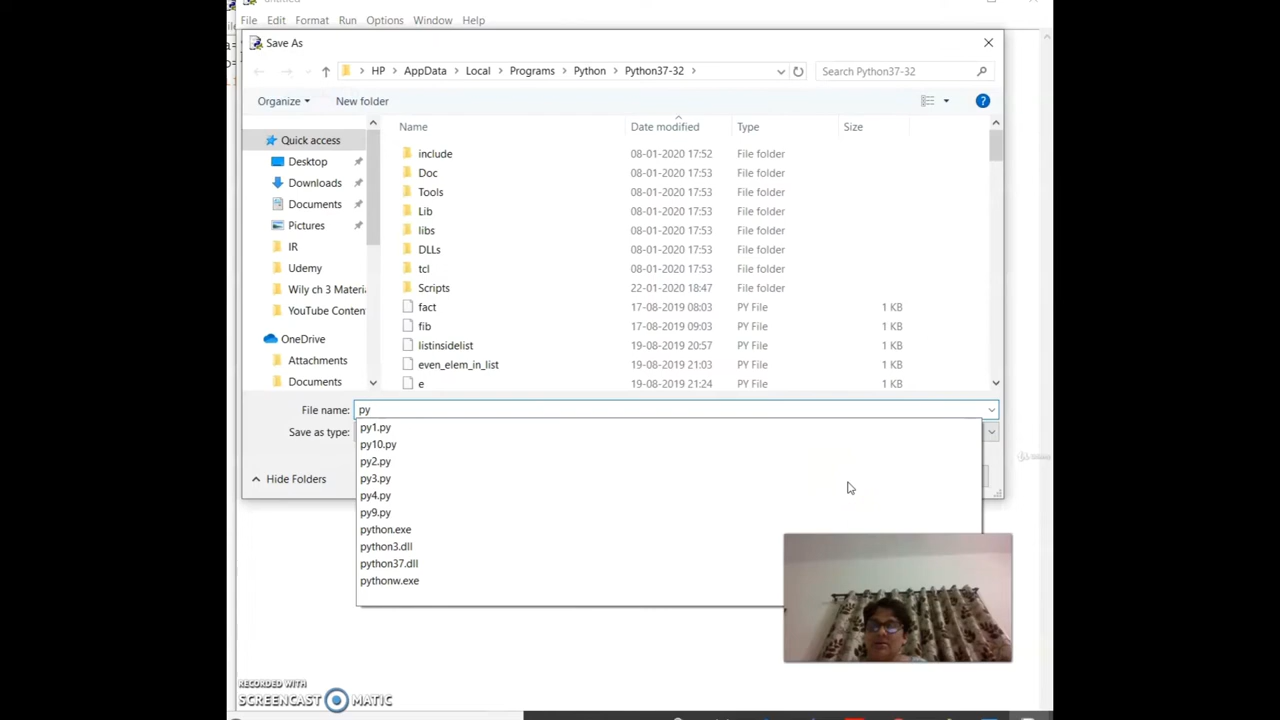 File Edit Format Run Options Window Help
Save As
HP > AppData > Local > Programs > Python > Python37-32 >
Search Python37-32
Organize
New folder
Name Date modified Type Size
Quick access
Desktop
Downloads
Documents
Pictures
IR
Udemy
Wily ch 3 Materi
YouTube Conten
OneDrive
Attachments
Documents
include 08-01-2020 17:52 File folder
Doc 08-01-2020 17:53 File folder
Tools 08-01-2020 17:53 File folder
Lib 08-01-2020 17:53 File folder
libs 08-01-2020 17:53 File folder
DLLs 08-01-2020 17:53 File folder
tcl 08-01-2020 17:53 File folder
Scripts 22-01-2020 18:47 File folder
fact 17-08-2019 08:03 PY File 1 KB
fib 17-08-2019 09:03 PY File 1 KB
listinsidelist 19-08-2019 20:57 PY File 1 KB
even_elem_in_list 19-08-2019 21:03 PY File 1 KB
e 19-08-2019 21:24 PY File 1 KB
File name: py
Save as type:
py1.py
py10.py
py2.py
py3.py
py4.py
py9.py
python.exe
python3.dll
python37.dll
pythonw.exe
Hide Folders
RECORDED WITH
SCREENCAST MATIC